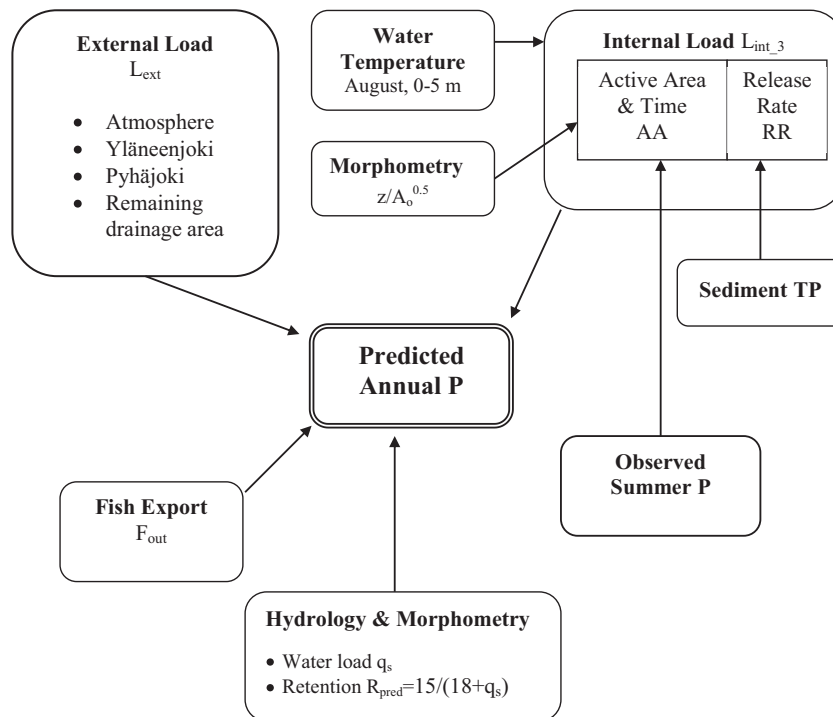 External Load
L_ext
• Atmosphere
• Yläneenjoki
• Pyhäjoki
• Remaining
drainage area
Water
Temperature
August, 0-5 m
Morphometry
z/A_o^0.5
Internal Load L_int_3
Active Area
& Time
AA
Release
Rate
RR
Sediment TP
Predicted
Annual P
Observed
Summer P
Fish Export
F_out
Hydrology & Morphometry
• Water load q_s
• Retention R_pred=15/(18+q_s)